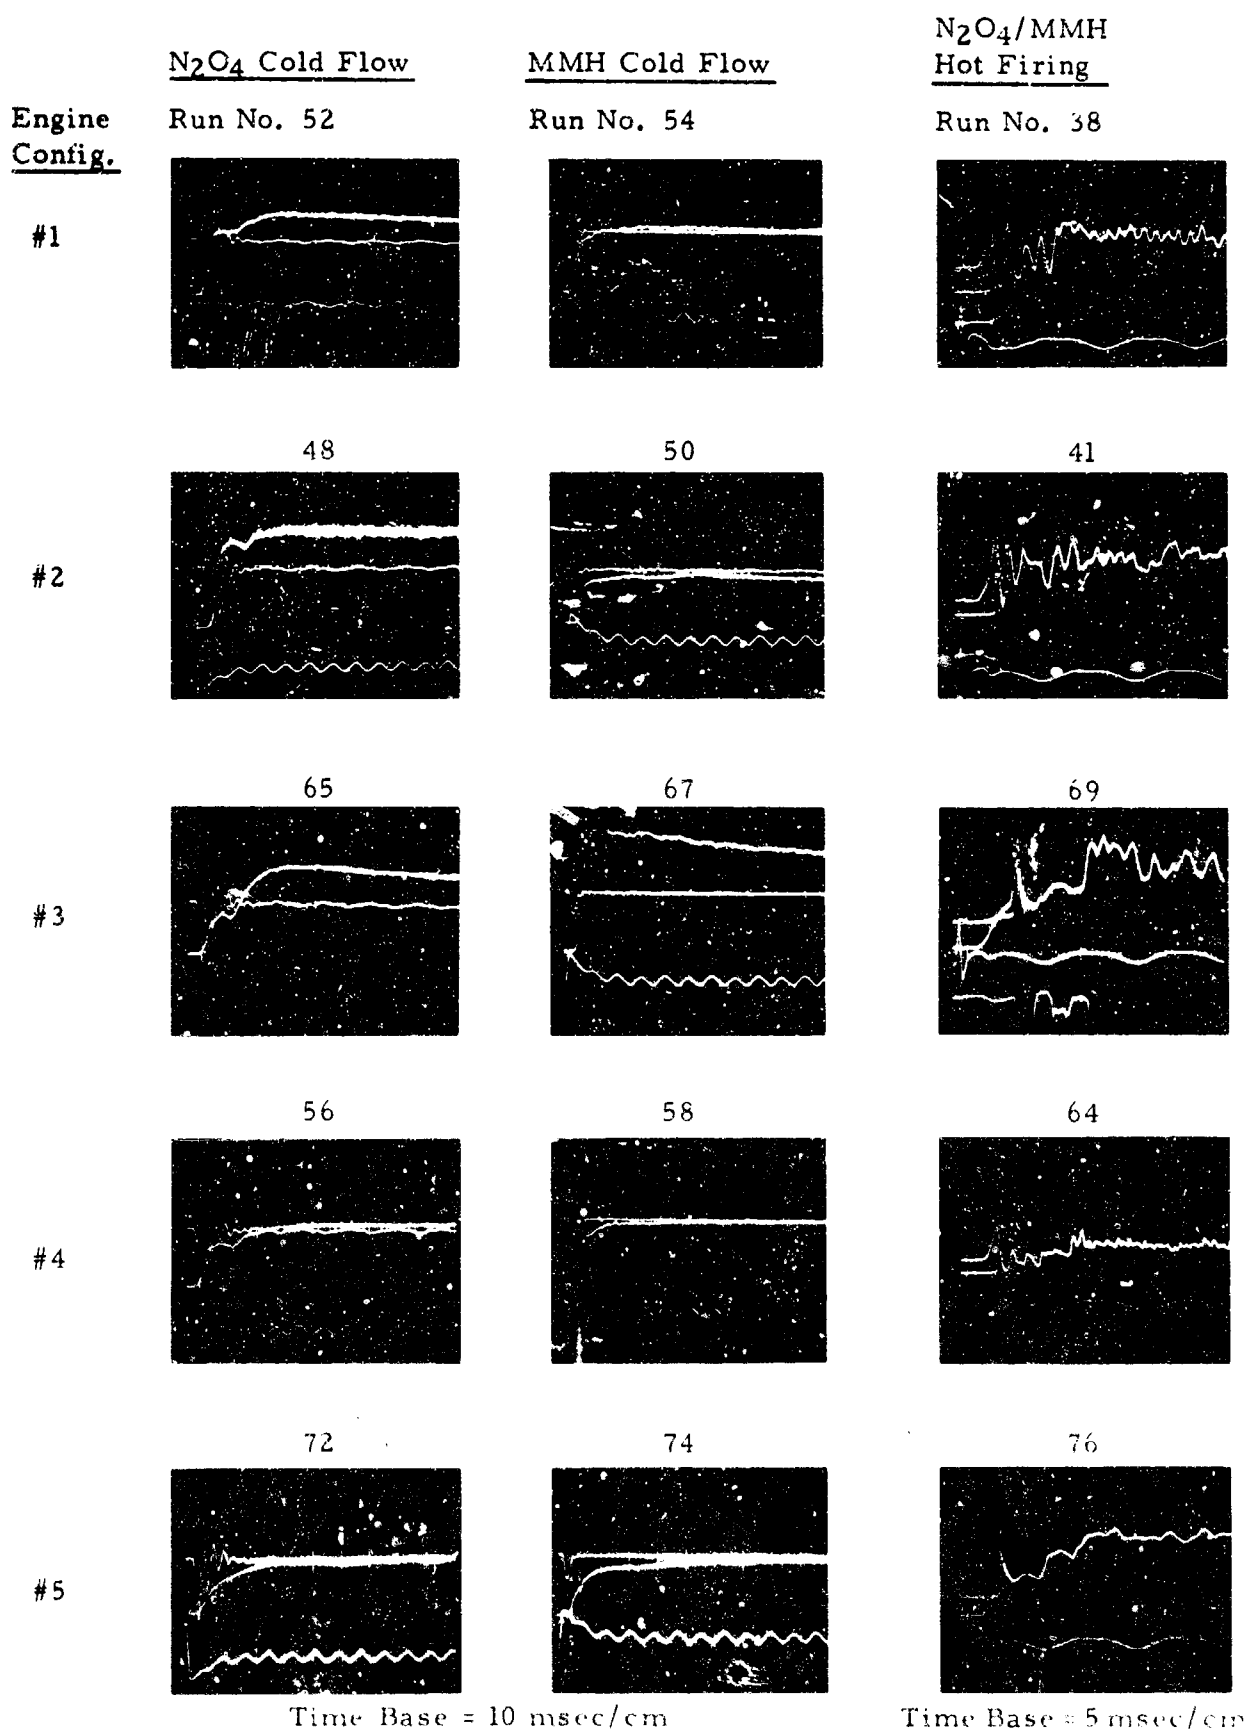 N2O4 Cold Flow
MMH Cold Flow
N2O4/MMH
Hot Firing
Engine
Config.
Run No. 52
Run No. 54
Run No. 38
#1
48
50
41
#2
65
67
69
#3
56
58
64
#4
72
74
76
#5
Time Base = 10 msec/cm
Time Base = 5 msec/cm